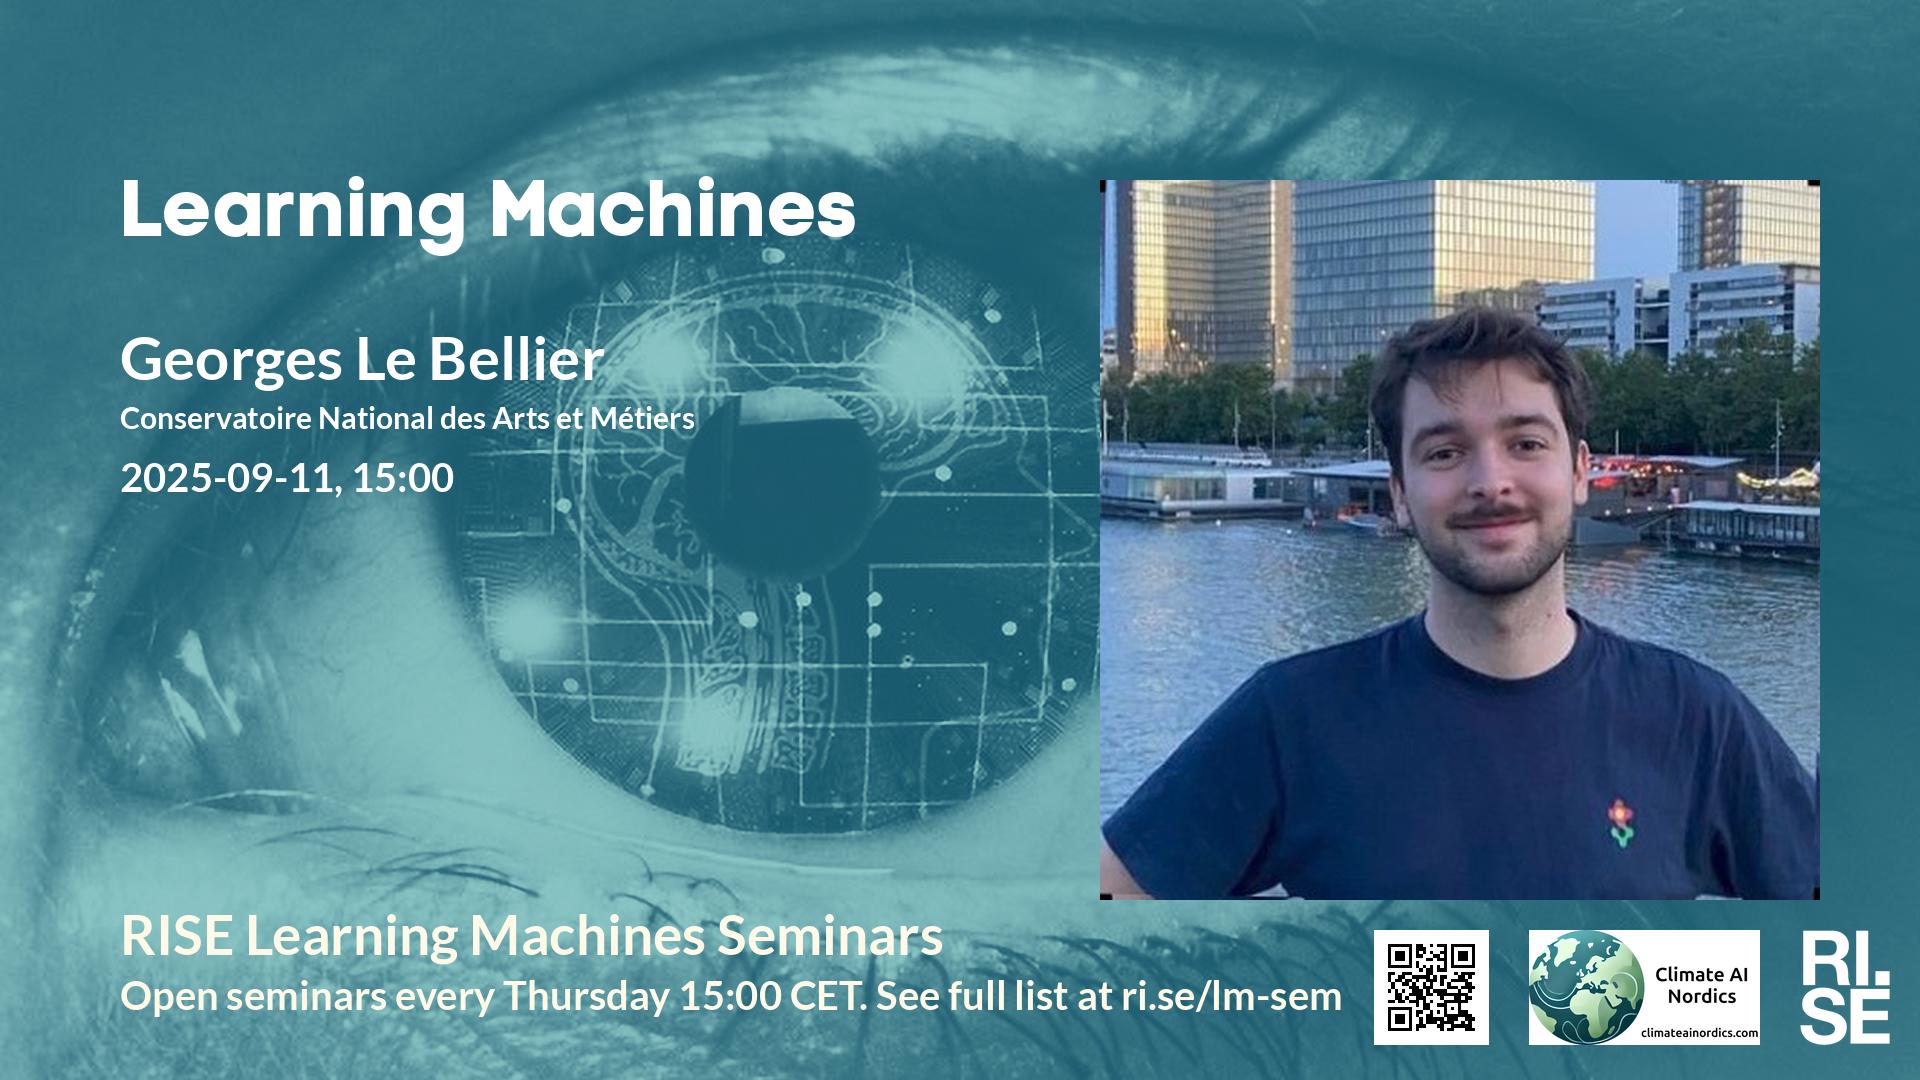 Learning Machines
Georges Le Bellier
Conservatoire National des Arts et Métiers
2025-09-11, 15:00
RISE Learning Machines Seminars
Open seminars every Thursday 15:00 CET. See full list at ri.se/lm-sem
Climate AI
Nordics
climateainordics.com
RI.
SE